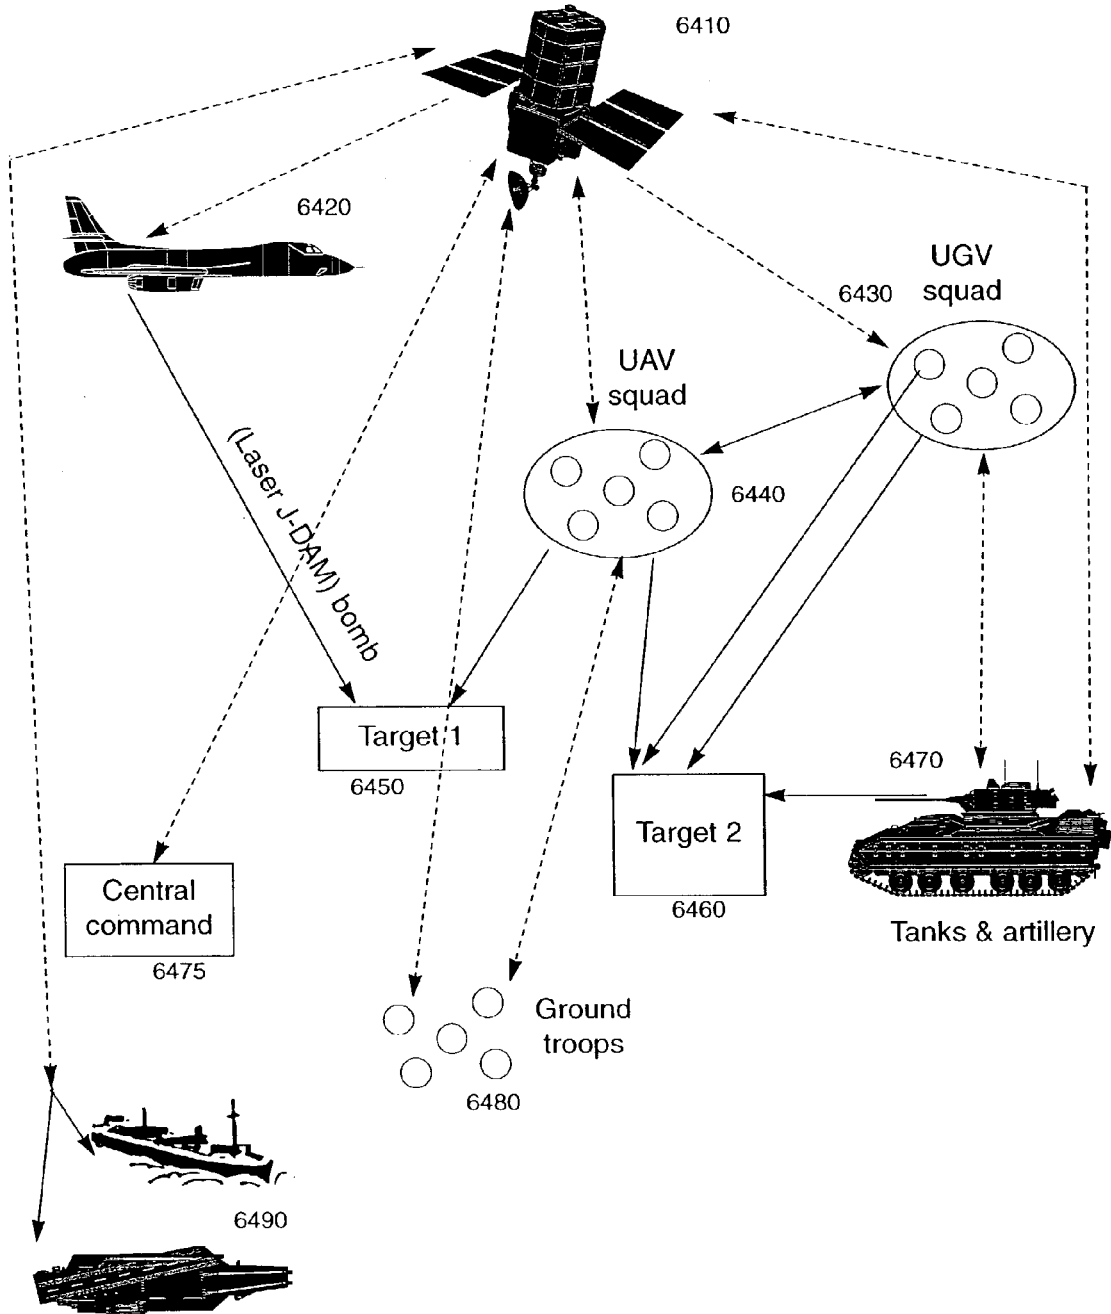 6410
6420
UGV
squad
6430
UAV
squad
6440
(Laser J-DAM) bomb
Target 1
6450
6470
Target 2
6460
Central
command
6475
Tanks & artillery
Ground
troops
6480
6490